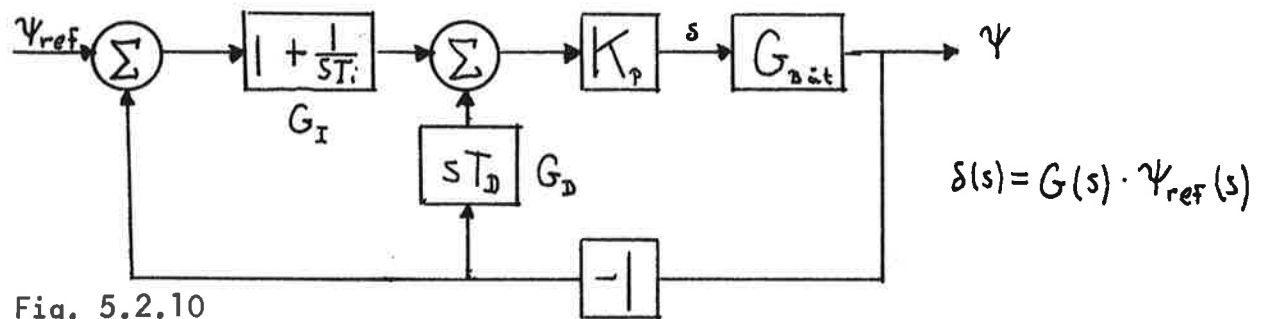 Ψref
Σ
1 + 1/sTi
GI
Σ
Kp
s
GBåt
Ψ
sTD
GD
δ(s) = G(s) · Ψref(s)
-1
Fig. 5.2.10